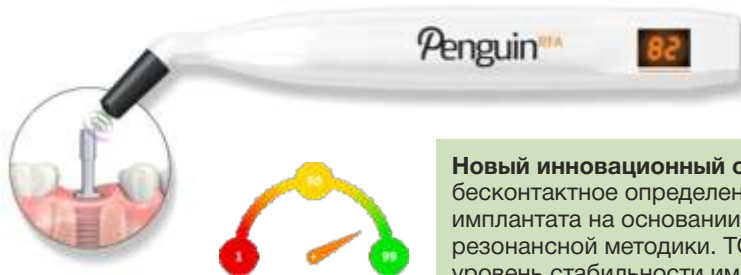 Penguin RFA
82
Новый инновационный
бесконтактное определен
имплантата на основании
резонансной методики.
50
1
99